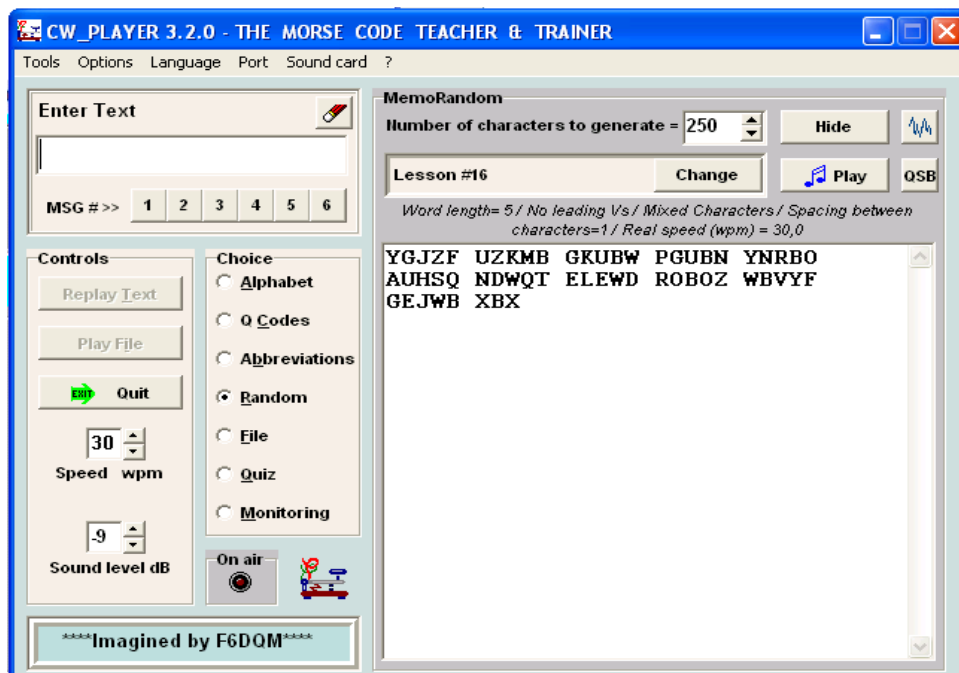 CW_PLAYER 3.2.0 - THE MORSE CODE TEACHER & TRAINER
Tools Options Language Port Sound card ?
Enter Text
MSG # >> 1 2 3 4 5 6
Controls
Replay Text
Play File
EXIT Quit
30
Speed wpm
-9
Sound level dB
Choice
Alphabet
Q Codes
Abbreviations
Random
File
Quiz
Monitoring
On air
****Imagined by F6DQM****
MemoRandom
Number of characters to generate = 250 Hide
Lesson #16 Change Play QSB
Word length= 5 / No leading Vs / Mixed Characters / Spacing between
characters=1 / Real speed (wpm) = 30,0
YGJZF UZKMB GKUBW PGUBN YNRBO
AUHSQ NDWQT ELEWD ROBOZ WBVYF
GEJWB XBX